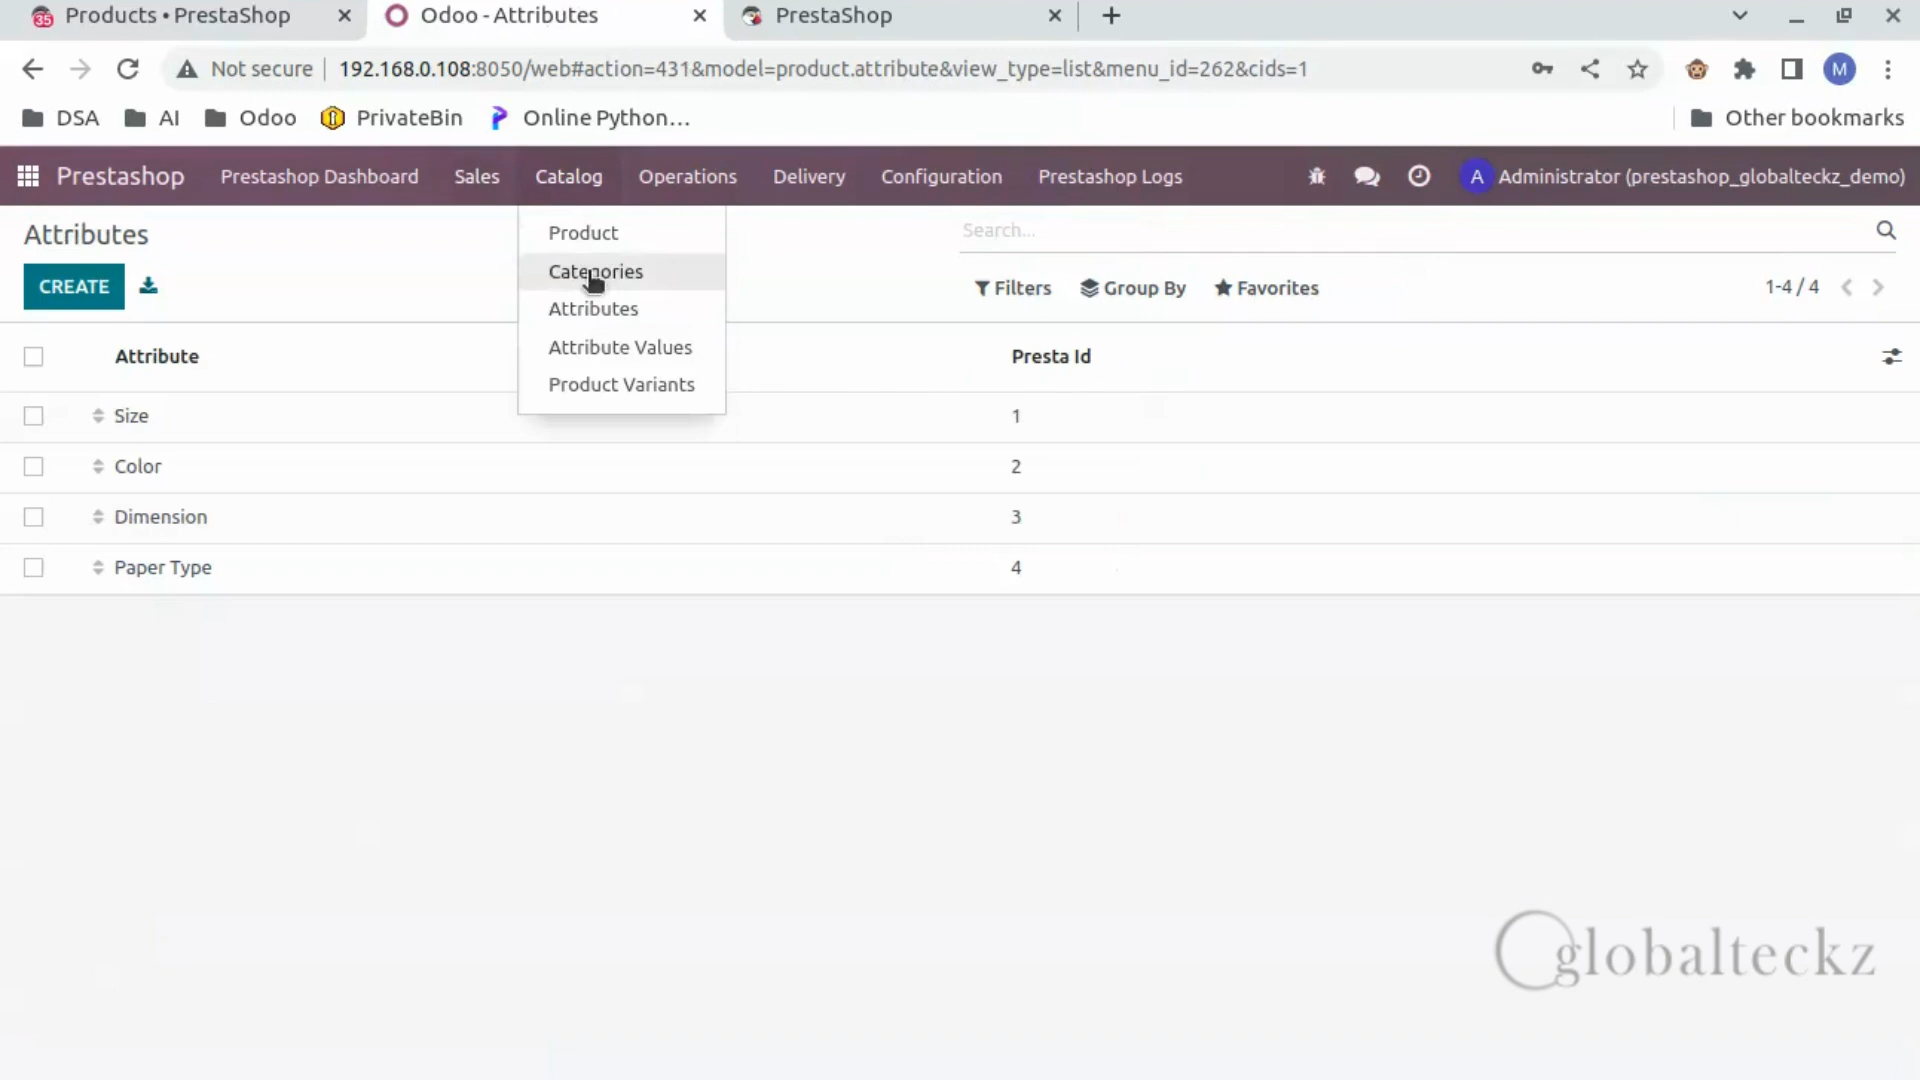 35 Products • PrestaShop Odoo - Attributes PrestaShop
Not secure 192.168.0.108:8050/web#action=431&model=product.attribute&view_type=list&menu_id=262&cids=1 M
DSA AI Odoo PrivateBin Online Python... Other bookmarks
Prestashop Prestashop Dashboard Sales Catalog Operations Delivery Configuration Prestashop Logs A Administrator (prestashop_globalteckz_demo)
Attributes Search...
Product
Categories
Attributes
Attribute Values
Product Variants
CREATE Filters Group By Favorites 1-4 / 4
Attribute Presta Id
Size 1
Color 2
Dimension 3
Paper Type 4
globalteckz